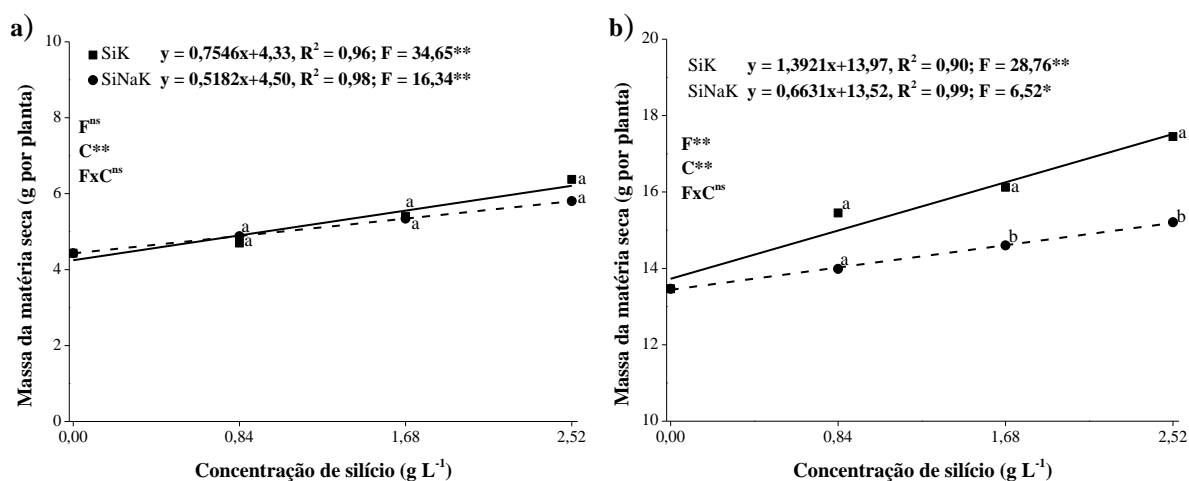 a)
■ SiK y = 0,7546x+4,33, R² = 0,96; F = 34,65**
● SiNaK y = 0,5182x+4,50, R² = 0,98; F = 16,34**
Fⁿˢ
C**
FxCⁿˢ
10
8
6
4
2
0
a
a
a
a
a
a
0,00
0,84
1,68
2,52
Massa da matéria seca (g por planta)
Concentração de silício (g L⁻¹)
b)
SiK y = 1,3921x+13,97, R² = 0,90; F = 28,76**
SiNaK y = 0,6631x+13,52, R² = 0,99; F = 6,52*
F**
C**
FxCⁿˢ
20
18
16
14
12
10
a
a
a
a
b
b
0,00
0,84
1,68
2,52
Massa da matéria seca (g por planta)
Concentração de silício (g L⁻¹)